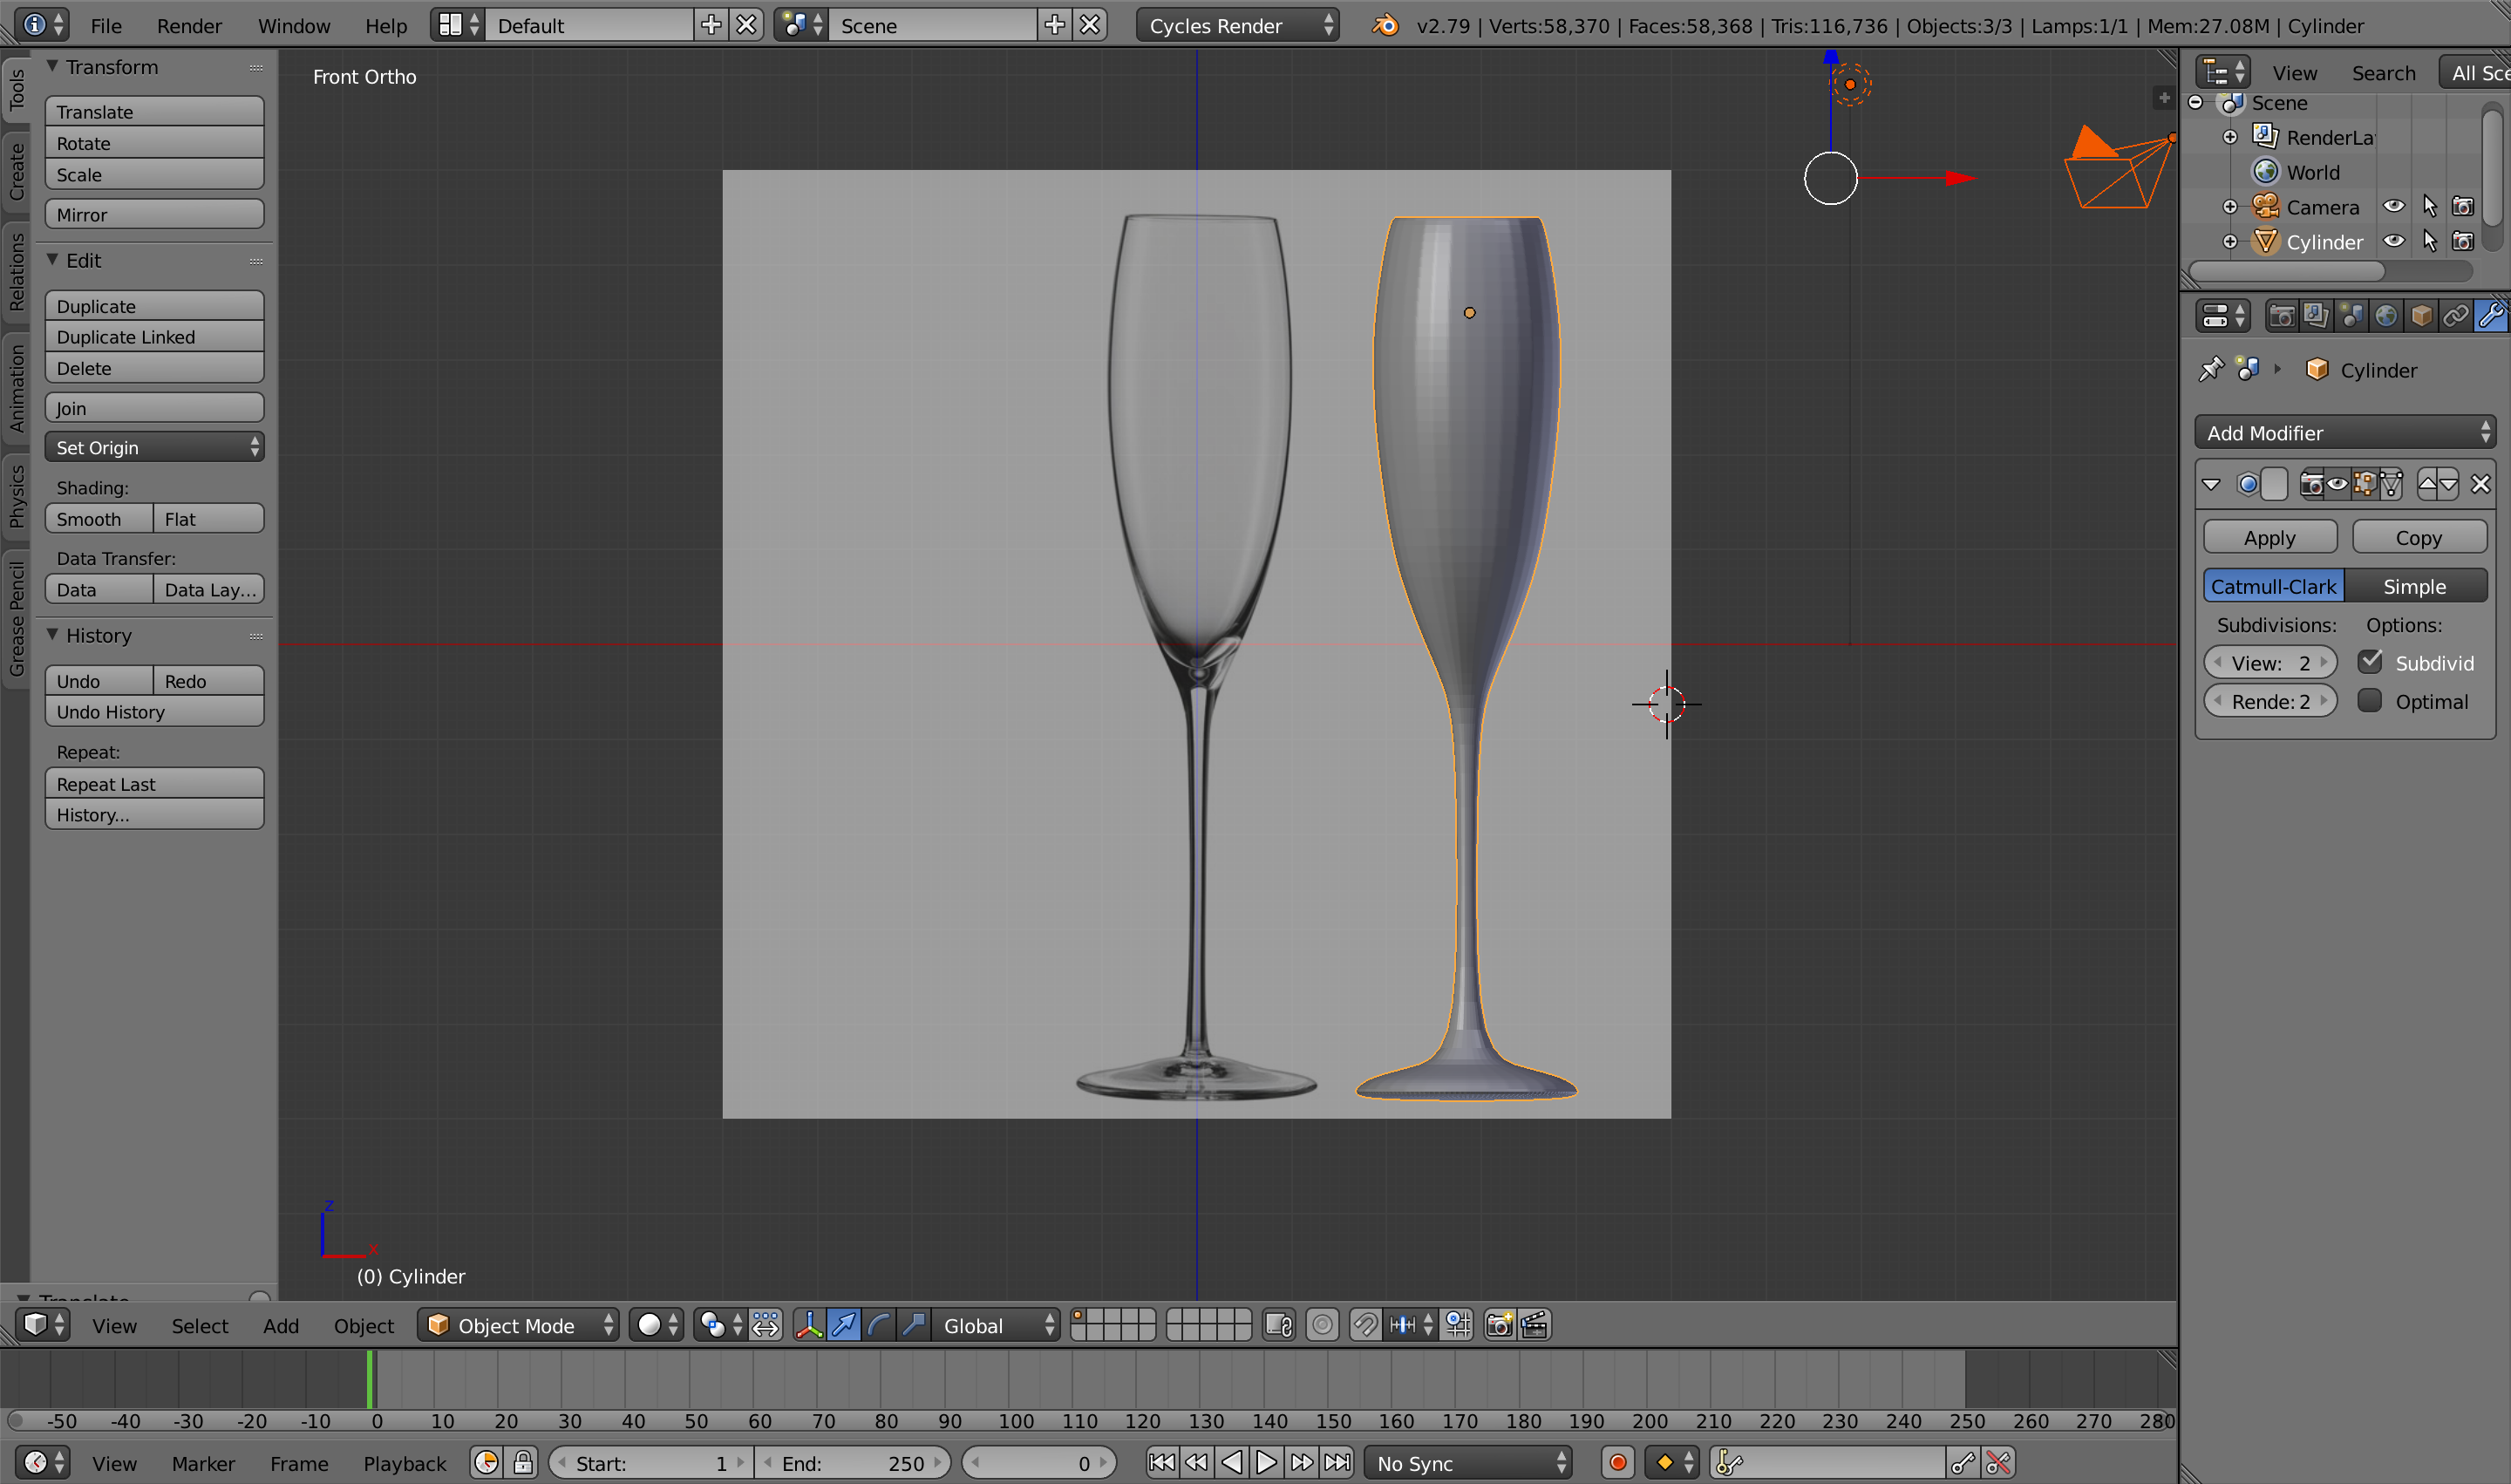 File Render Window Help Default Scene Cycles Render v2.79 | Verts:58,370 | Faces:58,368 | Tris:116,736 | Objects:3/3 | Lamps:1/1 | Mem:27.08M | Cylinder
Tools
Create
Relations
Animation
Physics
Grease Pencil
Transform
Translate
Rotate
Scale
Mirror
Edit
Duplicate
Duplicate Linked
Delete
Join
Set Origin
Shading:
Smooth Flat
Data Transfer:
Data Data Lay...
History
Undo Redo
Undo History
Repeat:
Repeat Last
History...
Translate
Front Ortho
z
x
(0) Cylinder
View Search All Sce
Scene
RenderLa
World
Camera
Cylinder
Cylinder
Add Modifier
Apply Copy
Catmull-Clark Simple
Subdivisions: Options:
View: 2 Subdivid
Rende: 2 Optimal
View Select Add Object Object Mode Global
-50 -40 -30 -20 -10 0 10 20 30 40 50 60 70 80 90 100 110 120 130 140 150 160 170 180 190 200 210 220 230 240 250 260 270 280
View Marker Frame Playback Start: 1 End: 250 0 No Sync